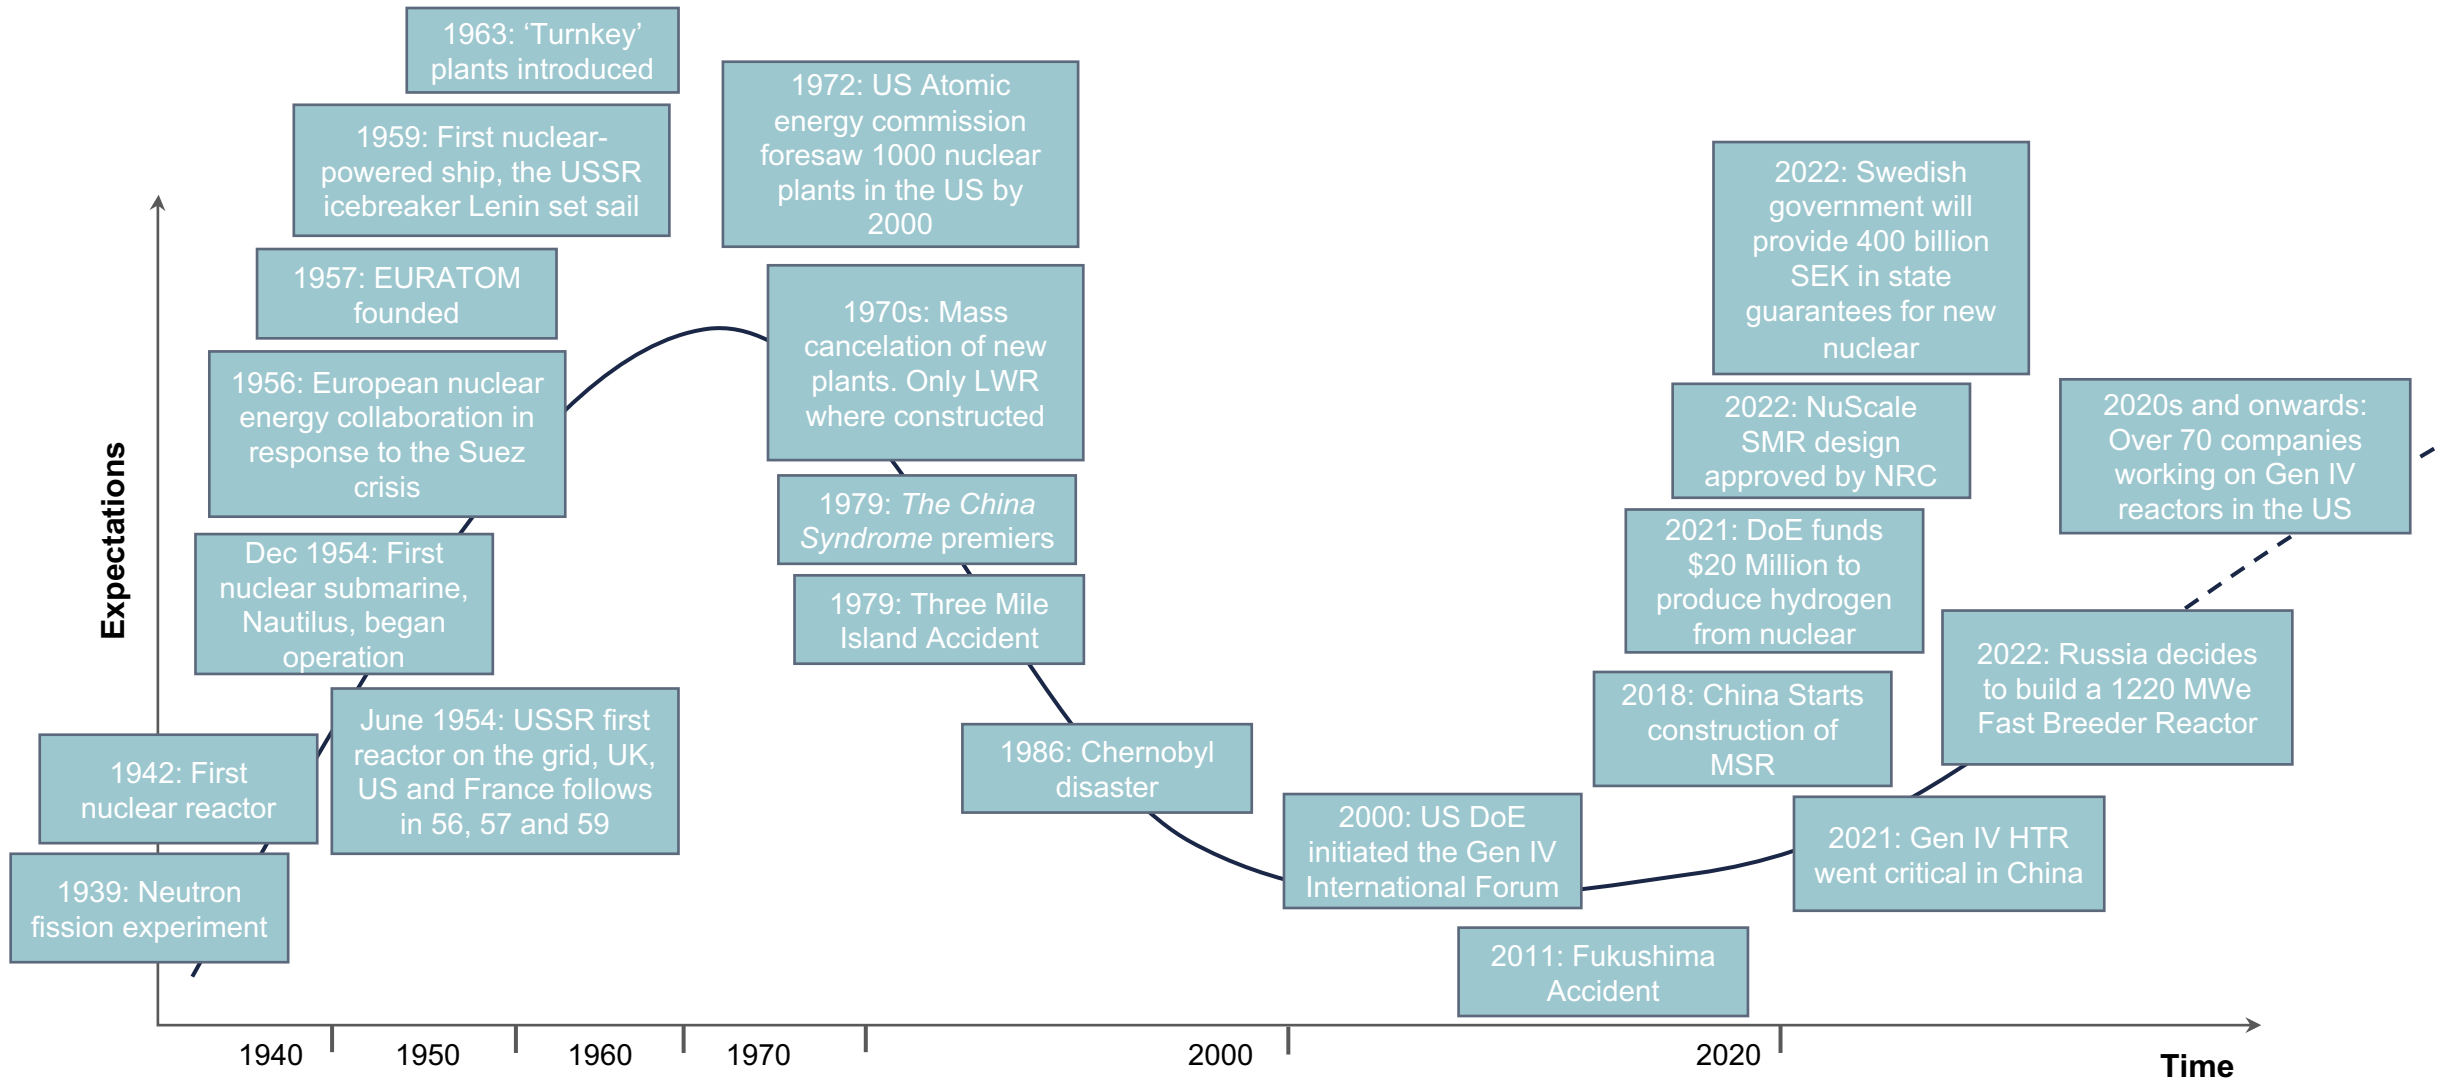 1963: ‘Turnkey’
plants introduced
1959: First nuclear-
powered ship, the USSR
icebreaker Lenin set sail
1957: EURATOM
founded
1956: European nuclear
energy collaboration in
response to the Suez
crisis
Dec 1954: First
nuclear submarine,
Nautilus, began
operation
June 1954: USSR first
reactor on the grid, UK,
US and France follows
in 56, 57 and 59
1942: First
nuclear reactor
1939: Neutron
fission experiment
1972: US Atomic
energy commission
foresaw 1000 nuclear
plants in the US by
2000
1970s: Mass
cancelation of new
plants. Only LWR
where constructed
1979: The China
Syndrome premiers
1979: Three Mile
Island Accident
1986: Chernobyl
disaster
2000: US DoE
initiated the Gen IV
International Forum
2011: Fukushima
Accident
2022: Swedish
government will
provide 400 billion
SEK in state
guarantees for new
nuclear
2022: NuScale
SMR design
approved by NRC
2021: DoE funds
$20 Million to
produce hydrogen
from nuclear
2018: China Starts
construction of
MSR
2021: Gen IV HTR
went critical in China
2022: Russia decides
to build a 1220 MWe
Fast Breeder Reactor
2020s and onwards:
Over 70 companies
working on Gen IV
reactors in the US
Expectations
1940
1950
1960
1970
2000
2020
Time